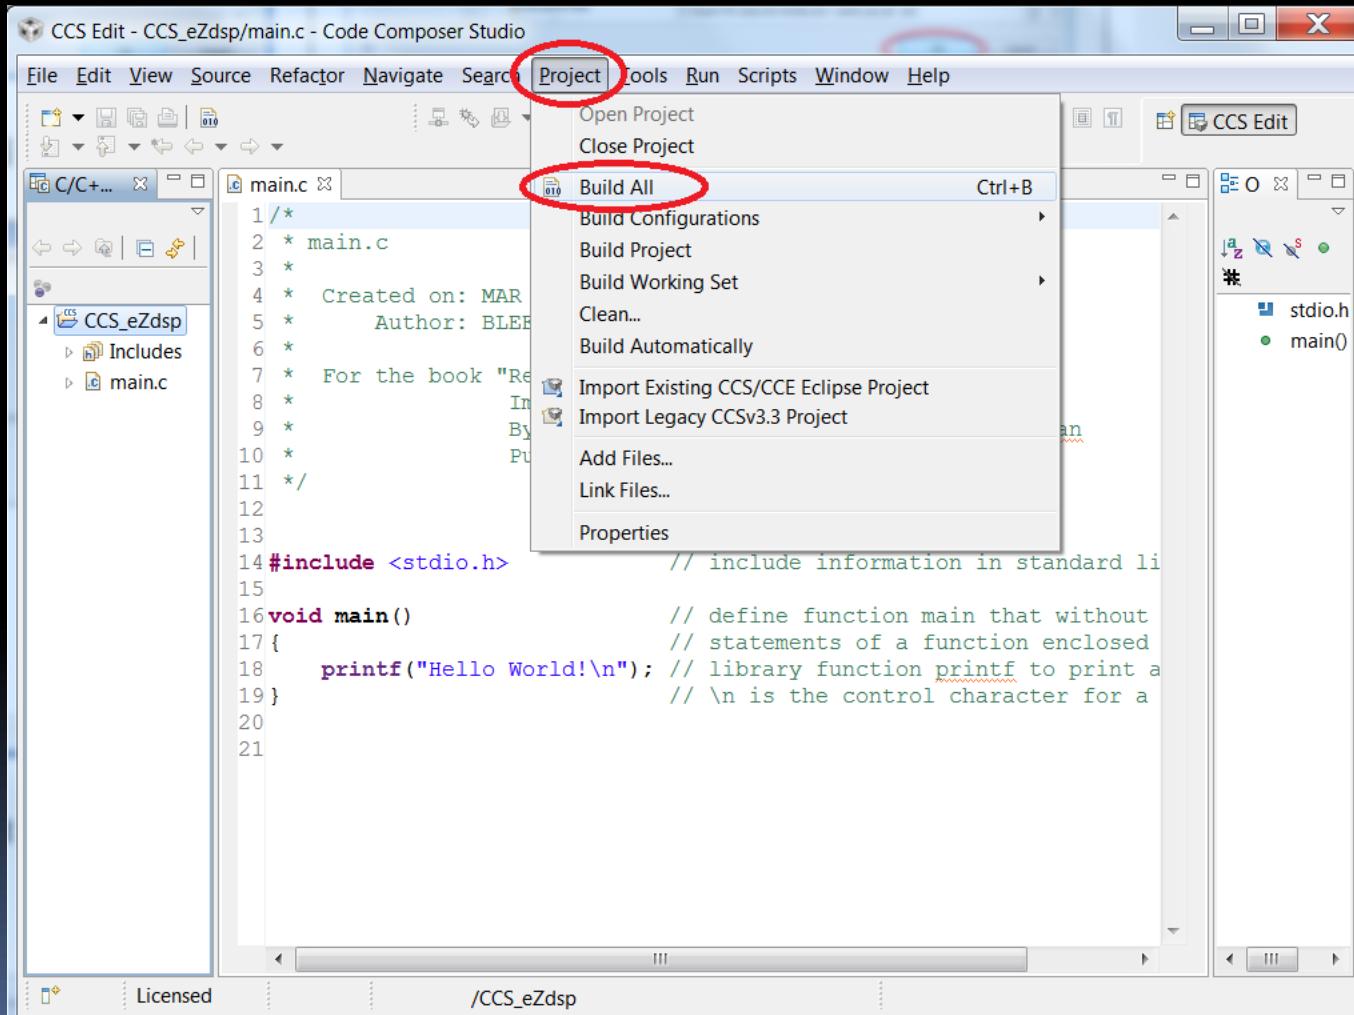 CCS Edit - CCS_eZdsp/main.c - Code Composer Studio
File Edit View Source Refactor Navigate Search Project Tools Run Scripts Window Help
CCS Edit
Open Project
Close Project
Build All Ctrl+B
Build Configurations
Build Project
Build Working Set
Clean...
Build Automatically
Import Existing CCS/CCE Eclipse Project
Import Legacy CCSv3.3 Project
Add Files...
Link Files...
Properties
C/C+...
CCS_eZdsp
Includes
main.c
main.c
1 /*
2 * main.c
3 *
4 * Created on: MAR
5 * Author: BLEE
6 *
7 * For the book "Re
8 * Im
9 * By an
10 * Pu
11 */
12
13
14 #include <stdio.h> // include information in standard li
15
16 void main() // define function main that without
17 { // statements of a function enclosed
18 printf("Hello World!\n"); // library function printf to print a
19 } // \n is the control character for a
20
21
O
stdio.h
main()
Licensed
/CCS_eZdsp